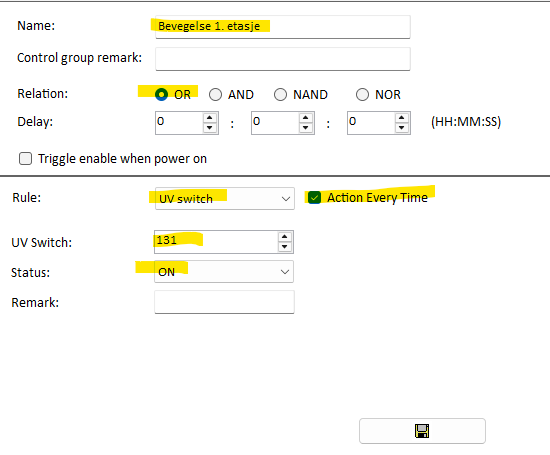 Name: Bevegelse 1. etasje
Control group remark:
Relation: OR AND NAND NOR
Delay: 0 : 0 : 0 (HH:MM:SS)
Triggle enable when power on
Rule: UV switch Action Every Time
UV Switch: 131
Status: ON
Remark: